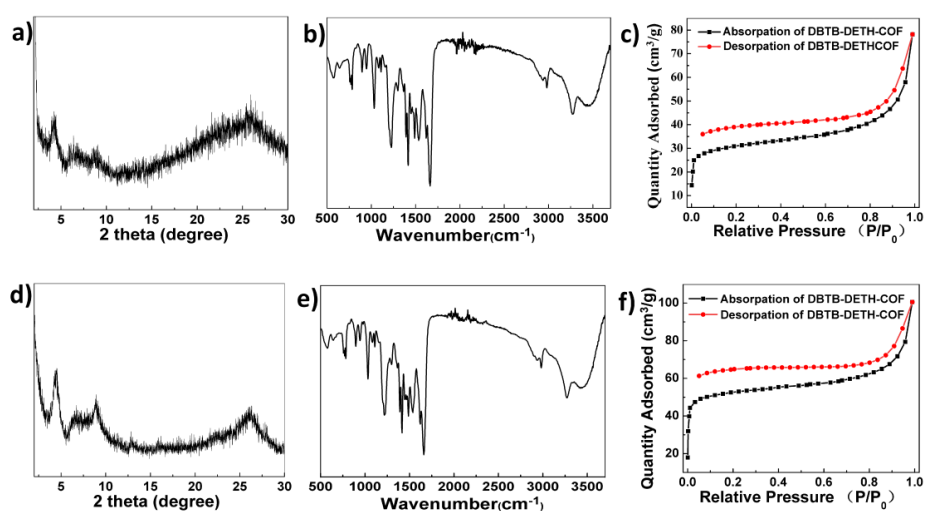 a)
5 10 15 20 25 30
2 theta (degree)
b)
500 1000 1500 2000 2500 3000 3500
Wavenumber(cm-1)
c)
Quantity Adsorbed (cm3/g)
80
70
60
50
40
30
20
10
Absorpation of DBTB-DETH-COF
Desorpation of DBTB-DETHCOF
0.0 0.2 0.4 0.6 0.8 1.0
Relative Pressure （P/P0）
d)
5 10 15 20 25 30
2 theta (degree)
e)
500 1000 1500 2000 2500 3000 3500
Wavenumber(cm-1)
f)
Quantity Adsorbed (cm3/g)
100
80
60
40
20
Absorpation of DBTB-DETH-COF
Desorpation of DBTB-DETH-COF
0.0 0.2 0.4 0.6 0.8 1.0
Relative Pressure （P/P0）